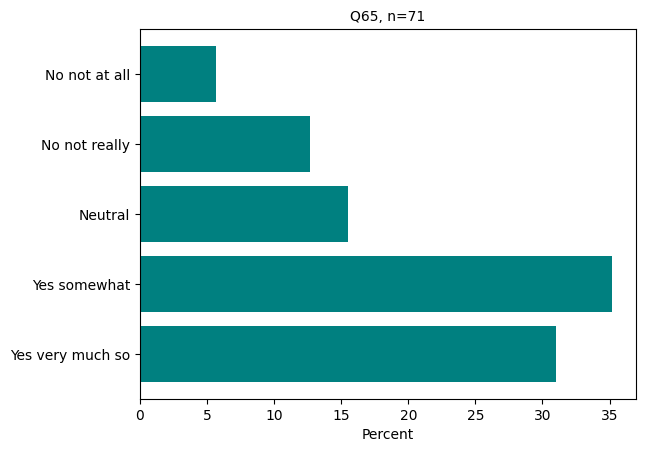 Q65, n=71
No not at all
No not really
Neutral
Yes somewhat
Yes very much so
0 5 10 15 20 25 30 35
Percent